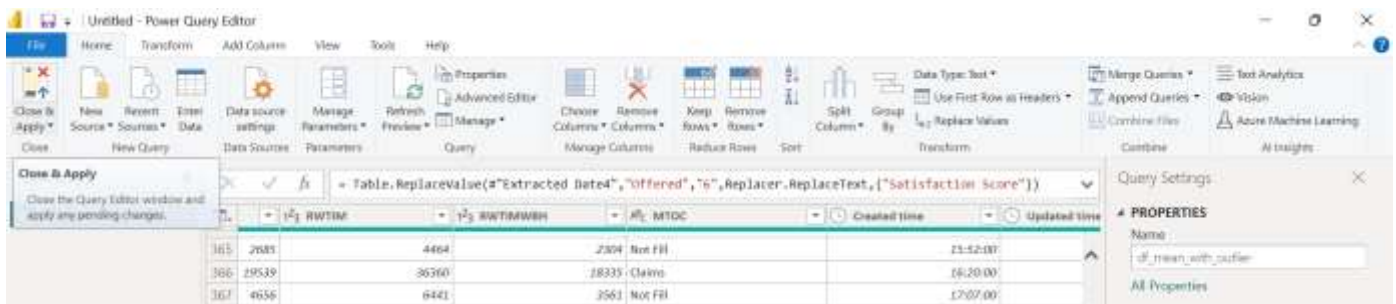 Untitled - Power Query Editor
File Home Transform Add Column View Tools Help
Close & Apply
New Source
Recent Sources
Enter Data
Data source settings
Manage Parameters
Refresh Preview
Properties
Advanced Editor
Manage
Choose Columns
Remove Columns
Keep Rows
Remove Rows
Split Column
Group By
Data Type: Text
Use First Row as Headers
Replace Values
Merge Queries
Append Queries
Combine Files
Text Analytics
Vision
Azure Machine Learning
Close New Query Data Sources Parameters Query Manage Columns Reduce Rows Sort Transform Combine AI Insights
Close & Apply
Close the Query Editor window and
apply any pending changes.
= Table.ReplaceValue(#"Extracted Date4","Offered","6",Replacer.ReplaceText,{"Satisfaction Score"})
RWTIM RWTIMWBH MTOC Created time Updated time
365 2685 4464 2304 Not Fill 15:52:00
366 19539 36360 18335 Claims 16:20:00
367 4656 6441 3561 Not Fill 17:07:00
Query Settings
PROPERTIES
Name
df_mean_with_outlier
All Properties